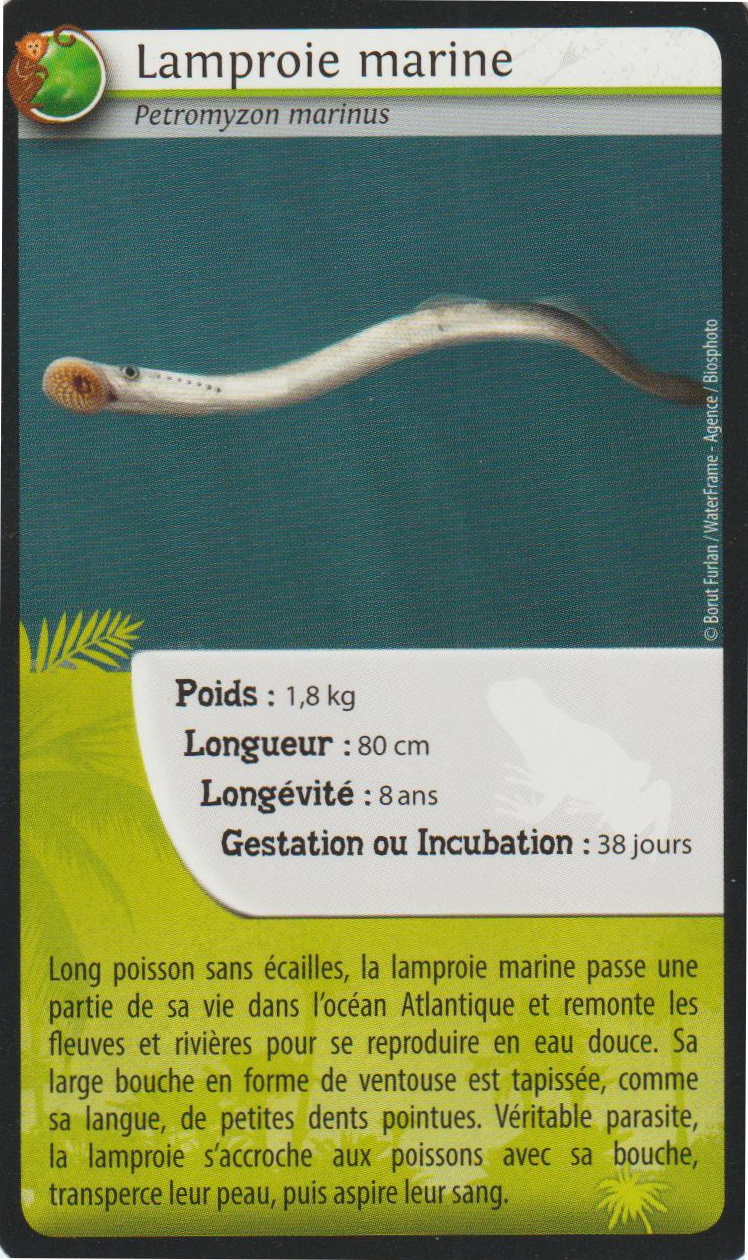 Lamproie marine
Petromyzon marinus
© Borut Furlan / WaterFrame - Agence / Biosphoto
Poids : 1,8 kg
Longueur : 80 cm
Longévité : 8 ans
Gestation ou Incubation : 38 jours
Long poisson sans écailles, la lamproie marine passe une
partie de sa vie dans l'océan Atlantique et remonte les
fleuves et rivières pour se reproduire en eau douce. Sa
large bouche en forme de ventouse est tapissée, comme
sa langue, de petites dents pointues. Véritable parasite,
la lamproie s'accroche aux poissons avec sa bouche,
transperce leur peau, puis aspire leur sang.